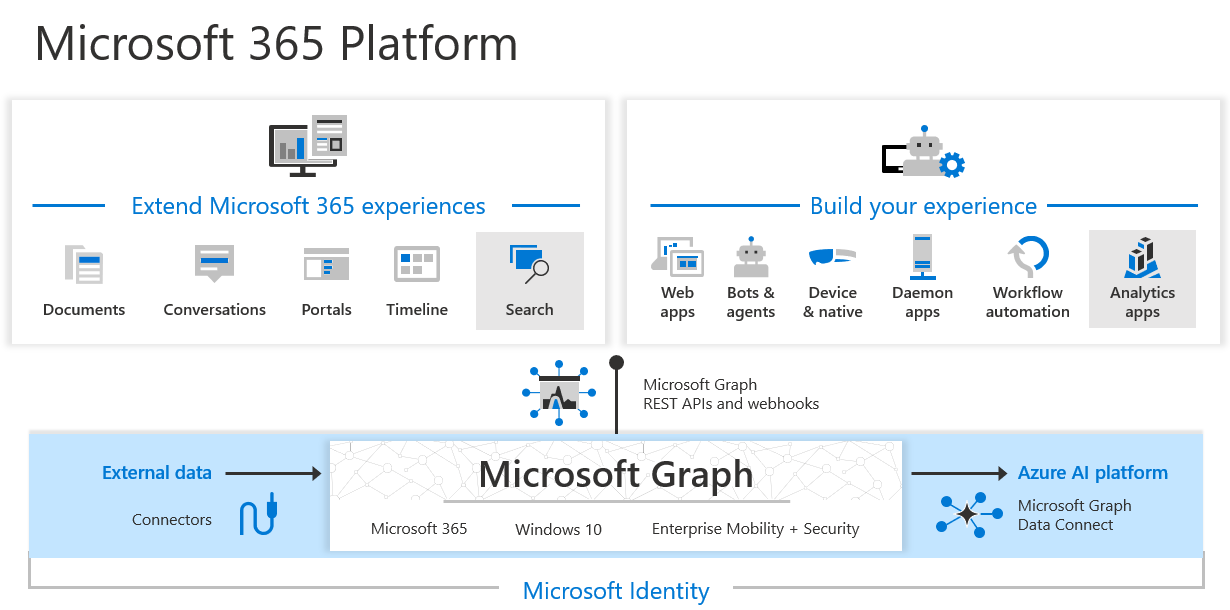 Microsoft 365 Platform
Extend Microsoft 365 experiences
Documents
Conversations
Portals
Timeline
Search
Build your experience
Web
apps
Bots &
agents
Device
& native
Daemon
apps
Workflow
automation
Analytics
apps
Microsoft Graph
REST APIs and webhooks
External data
Connectors
Microsoft Graph
Microsoft 365
Windows 10
Enterprise Mobility + Security
Azure AI platform
Microsoft Graph
Data Connect
Microsoft Identity